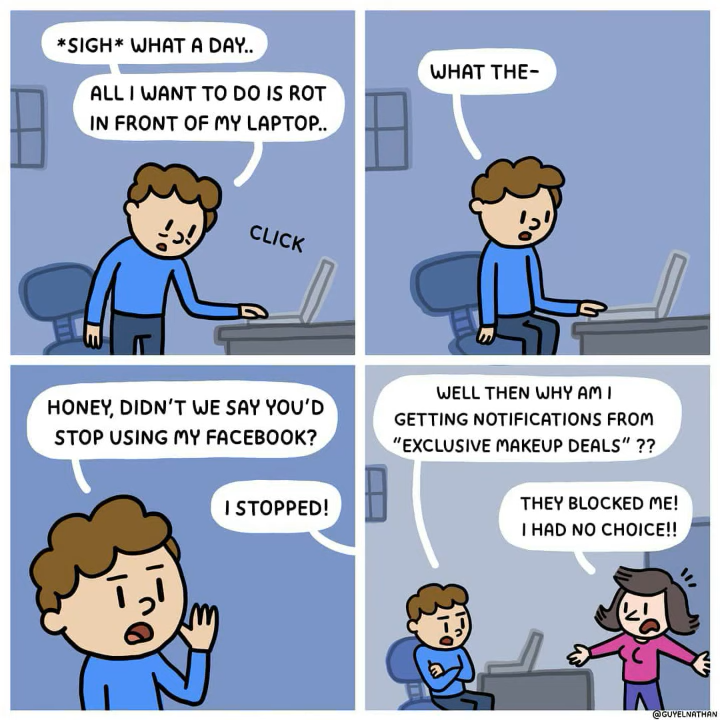 *SIGH* WHAT A DAY..
ALL I WANT TO DO IS ROT
IN FRONT OF MY LAPTOP..
CLICK
WHAT THE-
HONEY, DIDN'T WE SAY YOU'D
STOP USING MY FACEBOOK?
I STOPPED!
WELL THEN WHY AM I
GETTING NOTIFICATIONS FROM
"EXCLUSIVE MAKEUP DEALS" ??
THEY BLOCKED ME!
I HAD NO CHOICE!!
@GUYELNATHAN